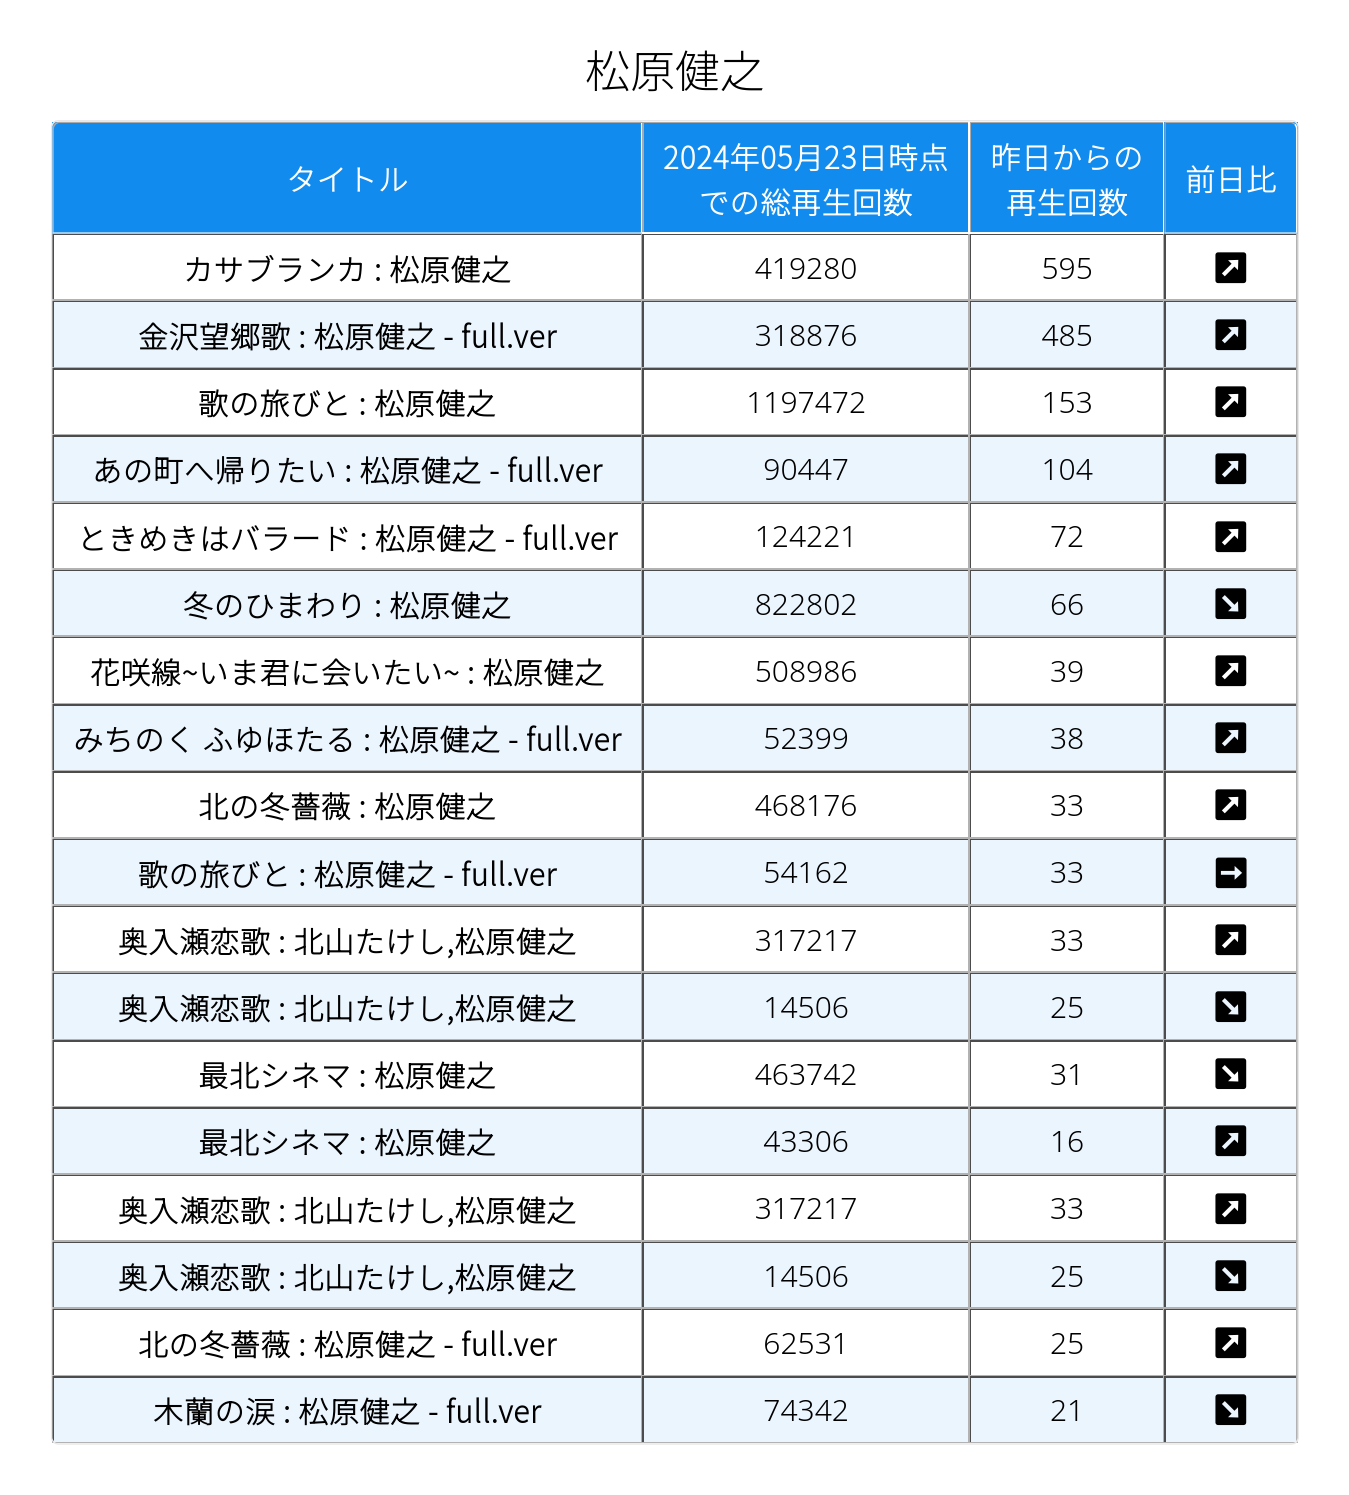 松原健之
タイトル 2024年05月23日時点での総再生回数 昨日からの再生回数 前日比
カサブランカ : 松原健之 419280 595 ↗
金沢望郷歌 : 松原健之 - full.ver 318876 485 ↗
歌の旅びと : 松原健之 1197472 153 ↗
あの町へ帰りたい : 松原健之 - full.ver 90447 104 ↗
ときめきはバラード : 松原健之 - full.ver 124221 72 ↗
冬のひまわり : 松原健之 822802 66 ↘
花咲線~いま君に会いたい~ : 松原健之 508986 39 ↗
みちのく ふゆほたる : 松原健之 - full.ver 52399 38 ↗
北の冬薔薇 : 松原健之 468176 33 ↗
歌の旅びと : 松原健之 - full.ver 54162 33 →
奥入瀬恋歌 : 北山たけし,松原健之 317217 33 ↗
奥入瀬恋歌 : 北山たけし,松原健之 14506 25 ↘
最北シネマ : 松原健之 463742 31 ↘
最北シネマ : 松原健之 43306 16 ↗
奥入瀬恋歌 : 北山たけし,松原健之 317217 33 ↗
奥入瀬恋歌 : 北山たけし,松原健之 14506 25 ↘
北の冬薔薇 : 松原健之 - full.ver 62531 25 ↗
木蘭の涙 : 松原健之 - full.ver 74342 21 ↘